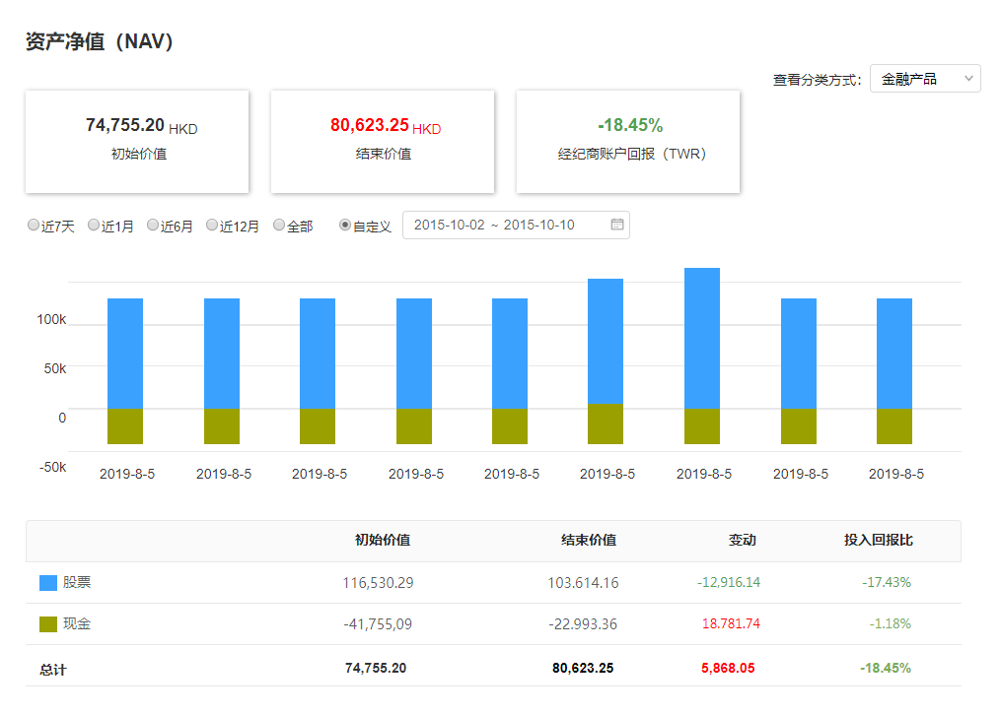 资产净值（NAV）
查看分类方式: 金融产品
74,755.20 HKD
初始价值
80,623.25 HKD
结束价值
-18.45%
经纪商账户回报（TWR）
近7天 近1月 近6月 近12月 全部 自定义 2015-10-02 ~ 2015-10-10
100k
50k
0
-50k
2019-8-5 2019-8-5 2019-8-5 2019-8-5 2019-8-5 2019-8-5 2019-8-5 2019-8-5 2019-8-5
初始价值 结束价值 变动 投入回报比
股票 116,530.29 103.614.16 -12,916.14 -17.43%
现金 -41,755,09 -22.993.36 18.781.74 -1.18%
总计 74,755.20 80,623.25 5,868.05 -18.45%